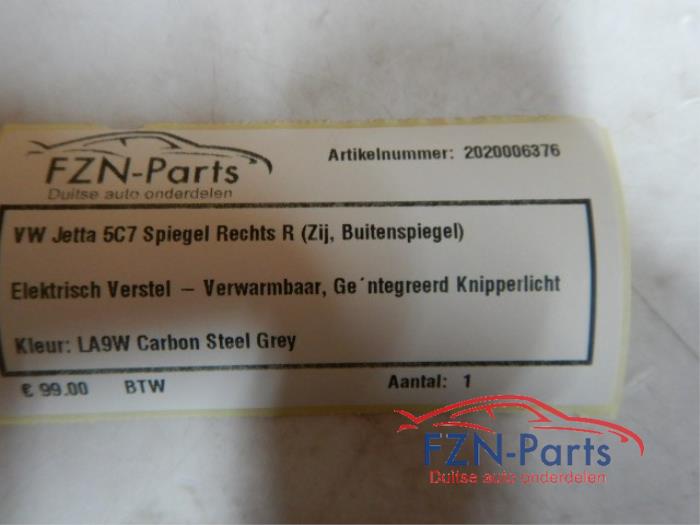 FZN-Parts
Duitse auto onderdelen
Artikelnummer: 2020006376
VW Jetta 5C7 Spiegel Rechts R (Zij, Buitenspiegel)
Elektrisch Verstel – Verwarmbaar, Ge´ntegreerd Knipperlicht
Kleur: LA9W Carbon Steel Grey
€ 99.00 BTW Aantal: 1
FZN-Parts
Duitse auto onderdelen